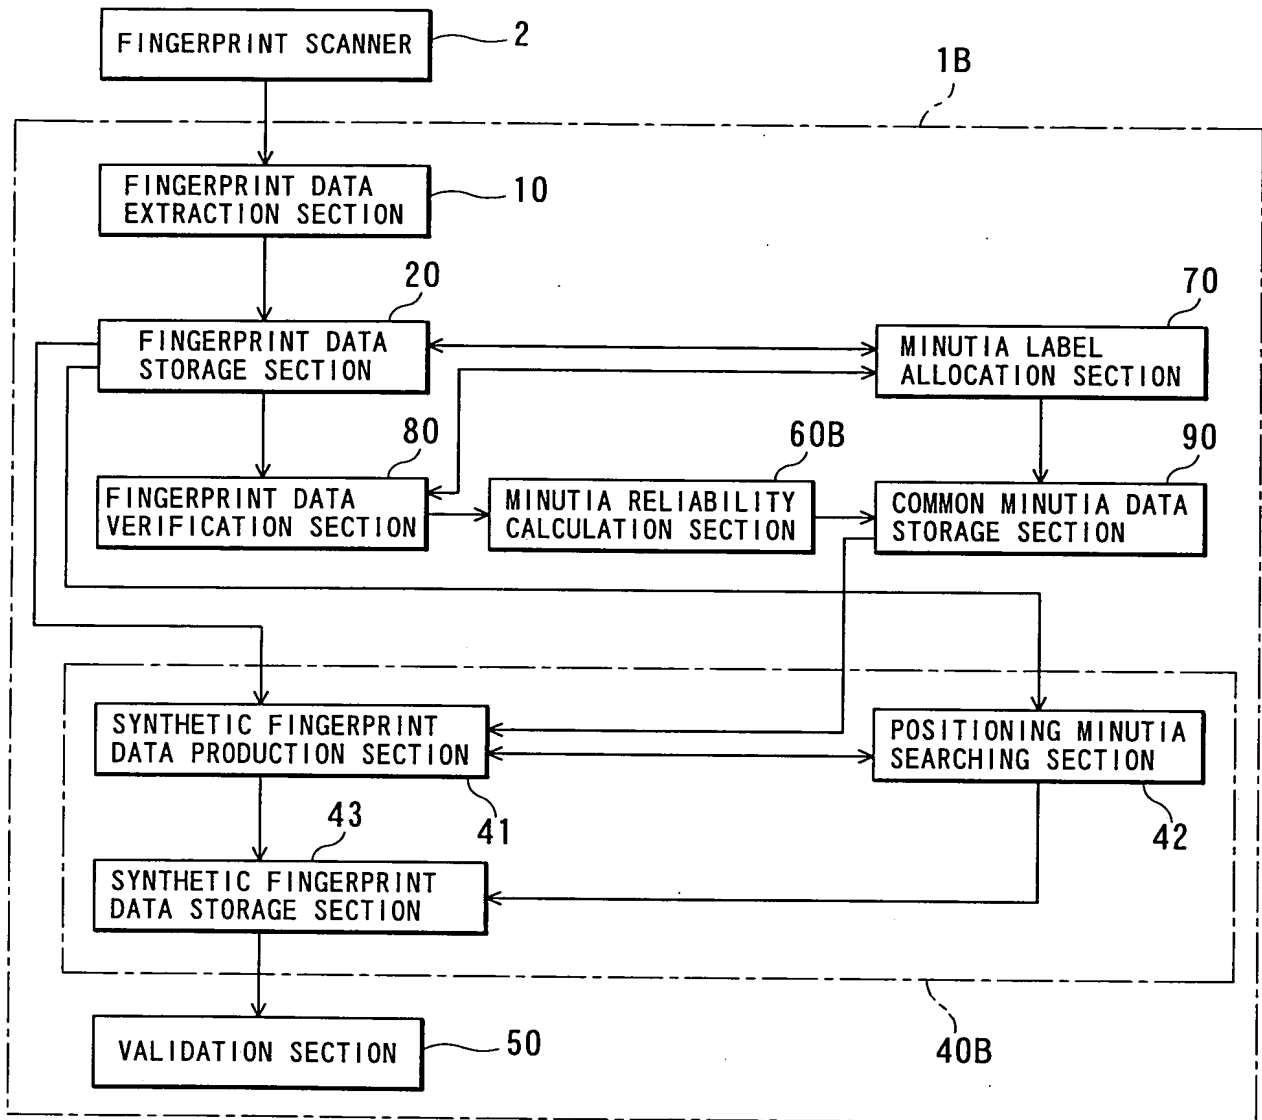 FINGERPRINT SCANNER
2
1B
FINGERPRINT DATA
EXTRACTION SECTION
10
20
70
FINGERPRINT DATA
STORAGE SECTION
MINUTIA LABEL
ALLOCATION SECTION
80
60B
90
FINGERPRINT DATA
VERIFICATION SECTION
MINUTIA RELIABILITY
CALCULATION SECTION
COMMON MINUTIA DATA
STORAGE SECTION
SYNTHETIC FINGERPRINT
DATA PRODUCTION SECTION
POSITIONING MINUTIA
SEARCHING SECTION
43
41
42
SYNTHETIC FINGERPRINT
DATA STORAGE SECTION
VALIDATION SECTION
50
40B